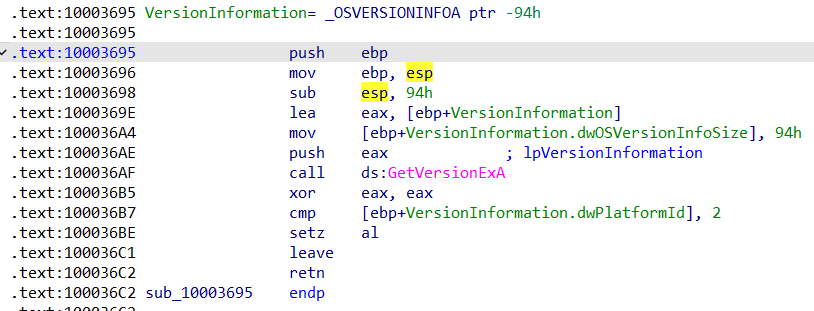 .text:10003695 VersionInformation= _OSVERSIONINFOA ptr -94h
.text:10003695
.text:10003695 push ebp
.text:10003696 mov ebp, esp
.text:10003698 sub esp, 94h
.text:1000369E lea eax, [ebp+VersionInformation]
.text:100036A4 mov [ebp+VersionInformation.dwOSVersionInfoSize], 94h
.text:100036AE push eax ; lpVersionInformation
.text:100036AF call ds:GetVersionExA
.text:100036B5 xor eax, eax
.text:100036B7 cmp [ebp+VersionInformation.dwPlatformId], 2
.text:100036BE setz al
.text:100036C1 leave
.text:100036C2 retn
.text:100036C2 sub_10003695 endp